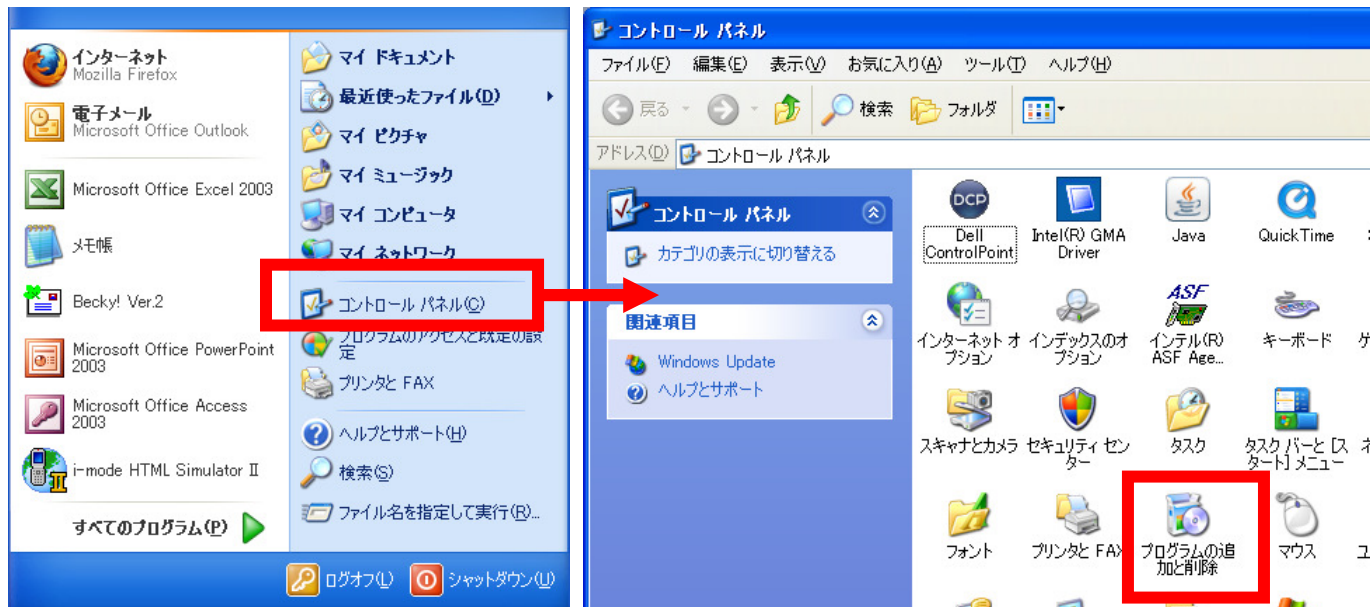 インターネット
Mozilla Firefox
電子メール
Microsoft Office Outlook
Microsoft Office Excel 2003
メモ帳
Becky! Ver.2
Microsoft Office PowerPoint
2003
Microsoft Office Access
2003
i-mode HTML Simulator II
すべてのプログラム(P)
マイ ドキュメント
最近使ったファイル(D)
マイ ピクチャ
マイ ミュージック
マイ コンピュータ
マイ ネットワーク
コントロール パネル(C)
プログラムのアクセスと既定の設
定
プリンタと FAX
ヘルプとサポート(H)
検索(S)
ファイル名を指定して実行(R)...
ログオフ(L) シャットダウン(U)
コントロール パネル
ファイル(F) 編集(E) 表示(V) お気に入り(A) ツール(T) ヘルプ(H)
戻る 検索 フォルダ
アドレス(D) コントロール パネル
コントロール パネル
カテゴリの表示に切り替える
関連項目
Windows Update
ヘルプとサポート
DCP
Dell
ControlPoint
Intel(R) GMA
Driver
Java
QuickTime
インターネット オ
プション
インデックスのオ
プション
ASF
インテル(R)
ASF Age...
キーボード
スキャナとカメラ
セキュリティ セン
ター
タスク
タスク バーと [ス
タート] メニュー
フォント
プリンタと FAX
プログラムの追
加と削除
マウス